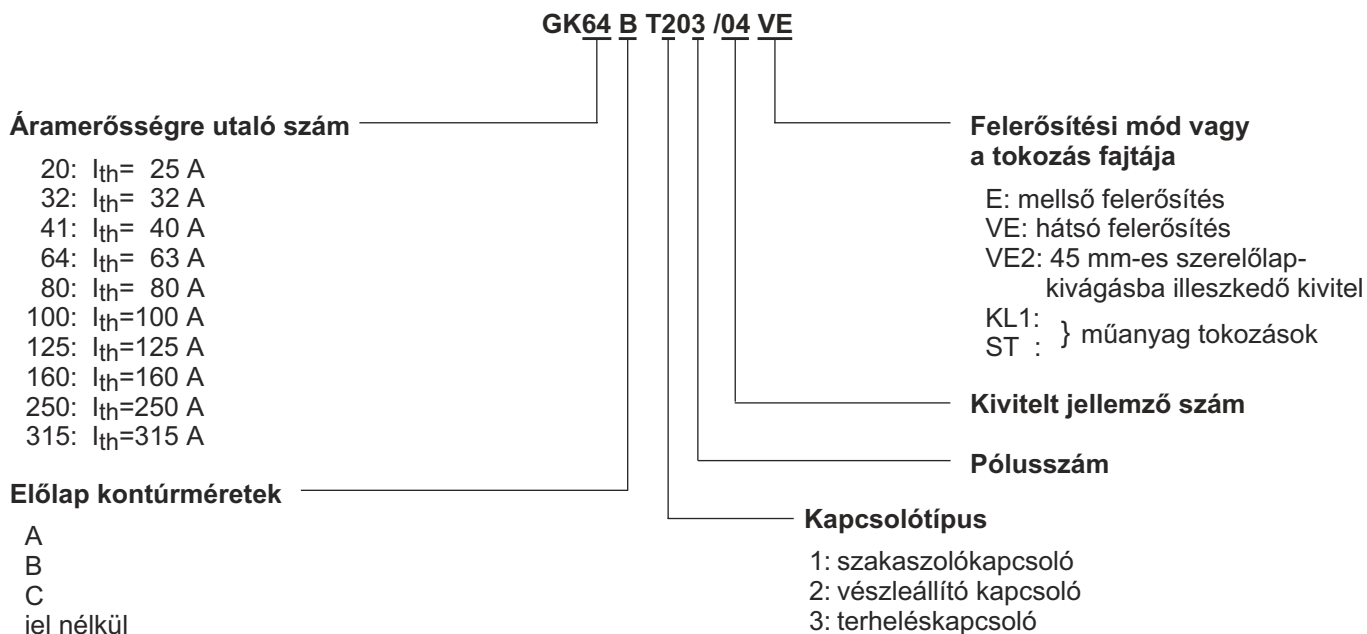 GK64 B T203 /04 VE
Áramerősségre utaló szám
20: Ith= 25 A
32: Ith= 32 A
41: Ith= 40 A
64: Ith= 63 A
80: Ith= 80 A
100: Ith=100 A
125: Ith=125 A
160: Ith=160 A
250: Ith=250 A
315: Ith=315 A
Előlap kontúrméretek
A
B
C
jel nélkül
Felerősítési mód vagy
a tokozás fajtája
E: mellső felerősítés
VE: hátsó felerősítés
VE2: 45 mm-es szerelőlap-
kivágásba illeszkedő kivitel
KL1:
ST :
} műanyag tokozások
Kivitelt jellemző szám
Pólusszám
Kapcsolótípus
1: szakaszolókapcsoló
2: vészleállító kapcsoló
3: terheléskapcsoló